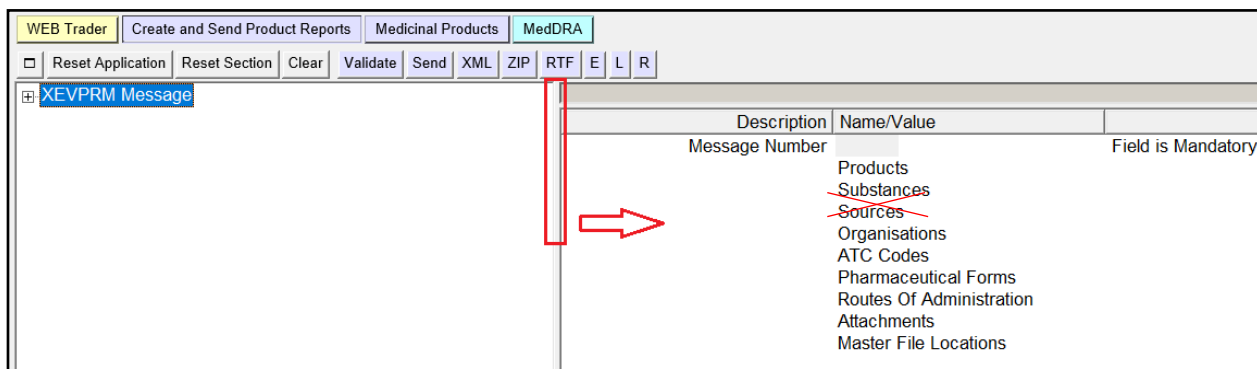 WEB Trader Create and Send Product Reports Medicinal Products MedDRA
Reset Application Reset Section Clear Validate Send XML ZIP RTF E L R
XEVPRM Message
Description Name/Value
Message Number Field is Mandatory
Products
Substances
Sources
Organisations
ATC Codes
Pharmaceutical Forms
Routes Of Administration
Attachments
Master File Locations